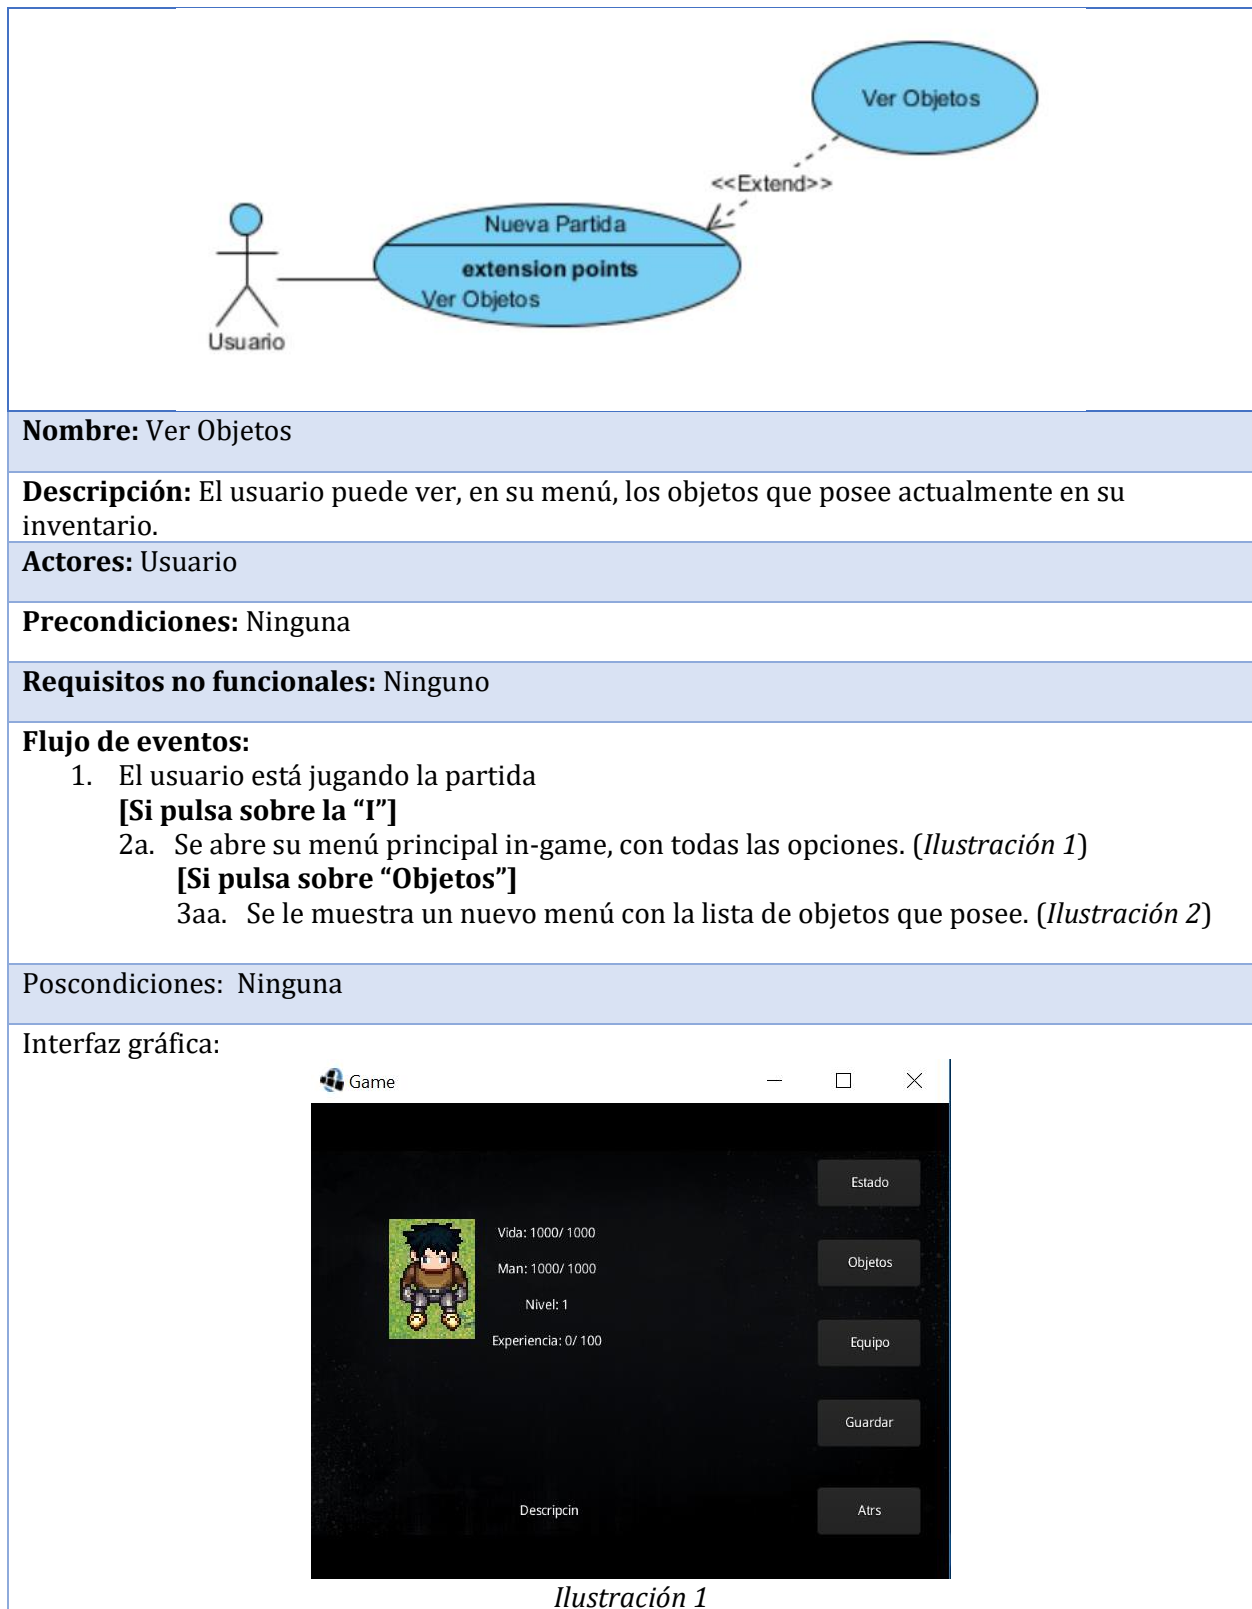 Ver Objetos
<<Extend>>
Nueva Partida
extension points
Ver Objetos
Usuario
Nombre: Ver Objetos
Descripción: El usuario puede ver, en su menú, los objetos que posee actualmente en su
inventario.
Actores: Usuario
Precondiciones: Ninguna
Requisitos no funcionales: Ninguno
Flujo de eventos:
1. El usuario está jugando la partida
[Si pulsa sobre la “I”]
2a. Se abre su menú principal in-game, con todas las opciones. (Ilustración 1)
[Si pulsa sobre “Objetos”]
3aa. Se le muestra un nuevo menú con la lista de objetos que posee. (Ilustración 2)
Poscondiciones: Ninguna
Interfaz gráfica:
Game
Estado
Vida: 1000/ 1000
Objetos
Man: 1000/ 1000
Nivel: 1
Experiencia: 0/ 100
Equipo
Guardar
Descripcin
Atrs
Ilustración 1